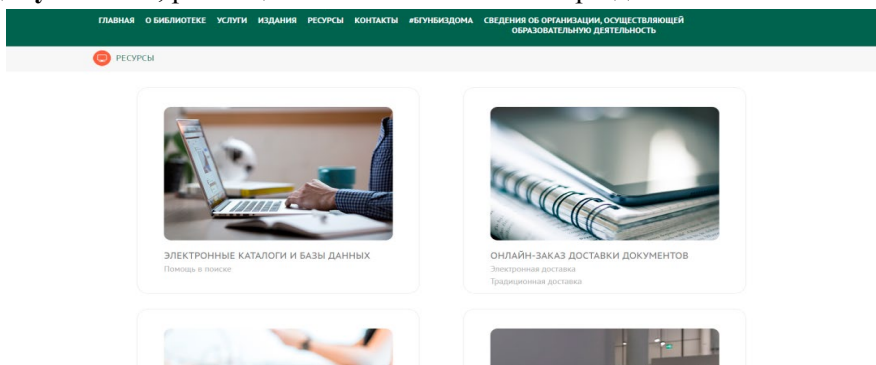 ГЛАВНАЯ О БИБЛИОТЕКЕ УСЛУГИ ИЗДАНИЯ РЕСУРСЫ КОНТАКТЫ #БГУНБИЗДОМА СВЕДЕНИЯ ОБ ОРГАНИЗАЦИИ, ОСУЩЕСТВЛЯЮЩЕЙ
ОБРАЗОВАТЕЛЬНУЮ ДЕЯТЕЛЬНОСТЬ
РЕСУРСЫ
ЭЛЕКТРОННЫЕ КАТАЛОГИ И БАЗЫ ДАННЫХ
Помощь в поиске
ОНЛАЙН-ЗАКАЗ ДОСТАВКИ ДОКУМЕНТОВ
Электронная доставка
Традиционная доставка